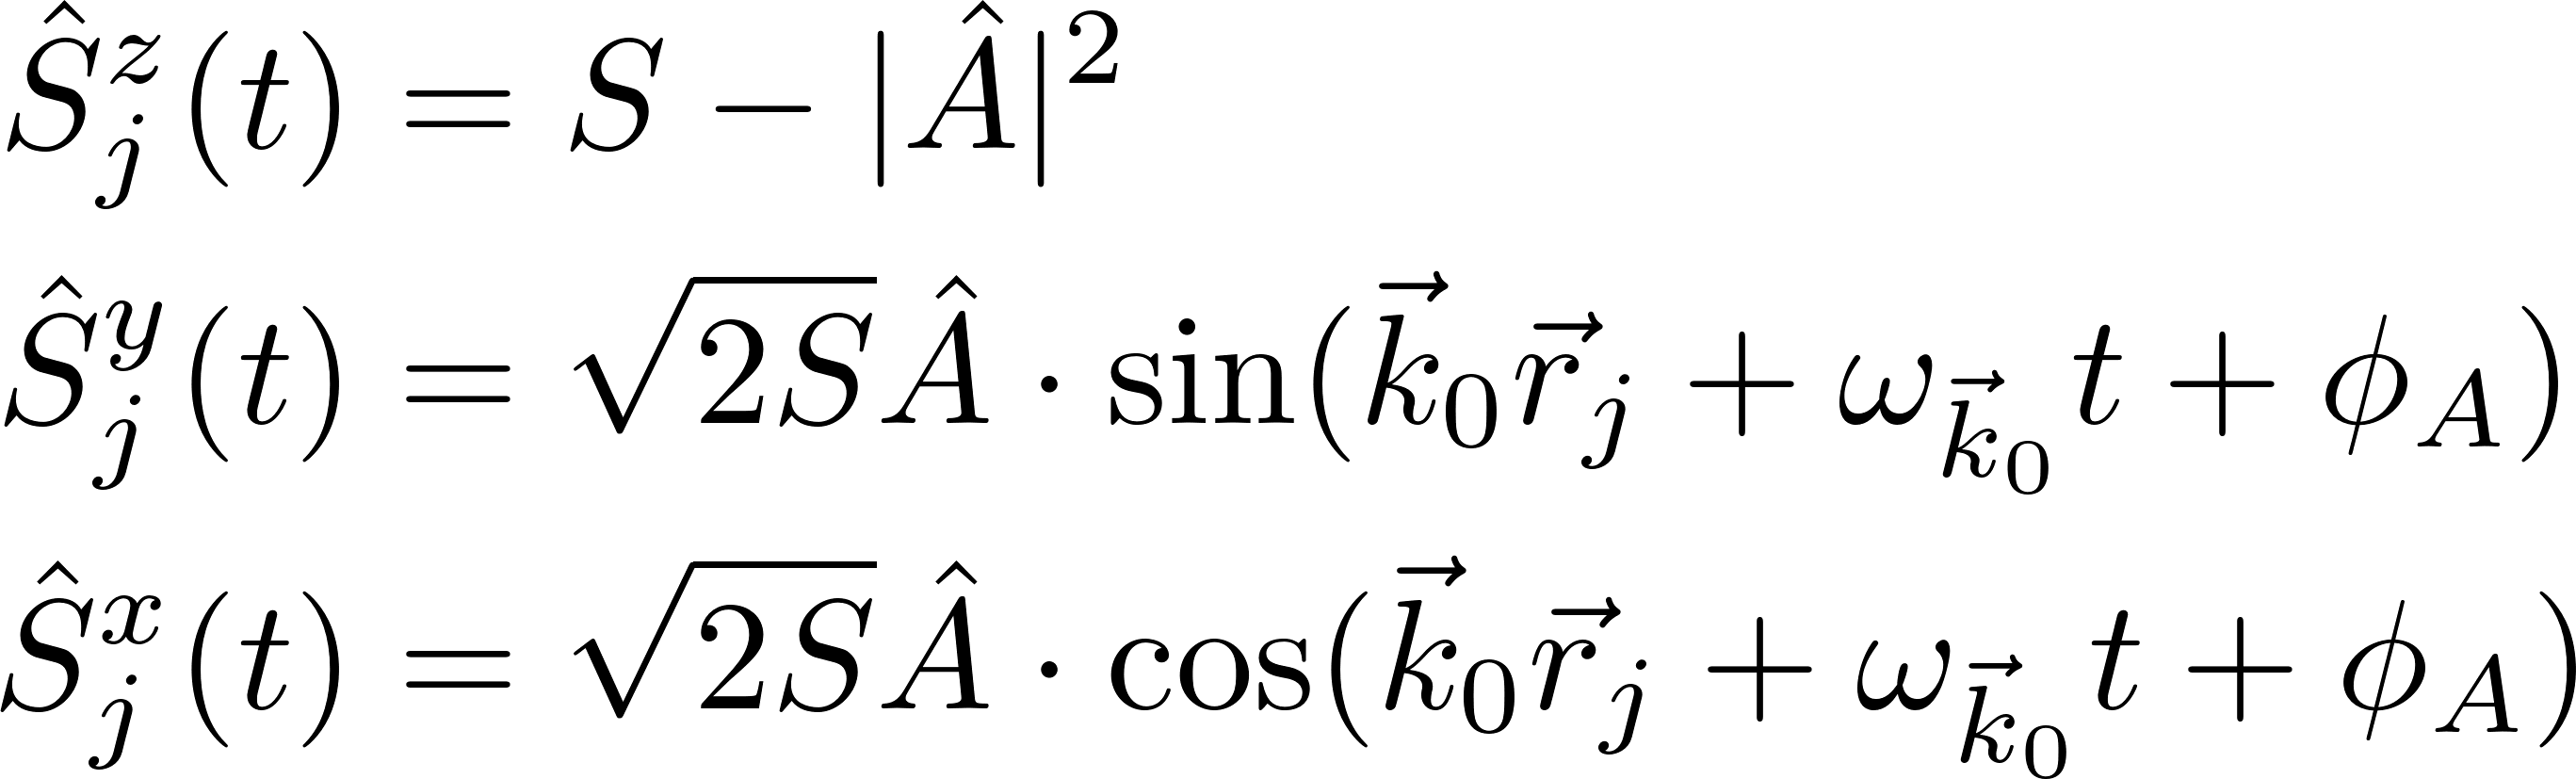 \hat{S}_j^z(t) = S - |\hat{A}|^2
\hat{S}_j^y(t) = \sqrt{2S}\hat{A} \cdot \sin(\vec{k}_0\vec{r}_j + \omega_{\vec{k}_0}t + \phi_A)
\hat{S}_j^x(t) = \sqrt{2S}\hat{A} \cdot \cos(\vec{k}_0\vec{r}_j + \omega_{\vec{k}_0}t + \phi_A)